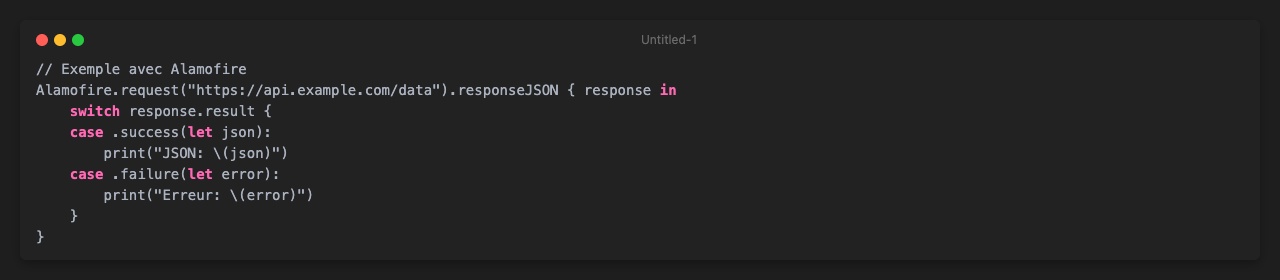 Untitled-1
// Exemple avec Alamofire
Alamofire.request("https://api.example.com/data").responseJSON { response in
    switch response.result {
    case .success(let json):
        print("JSON: \(json)")
    case .failure(let error):
        print("Erreur: \(error)")
    }
}